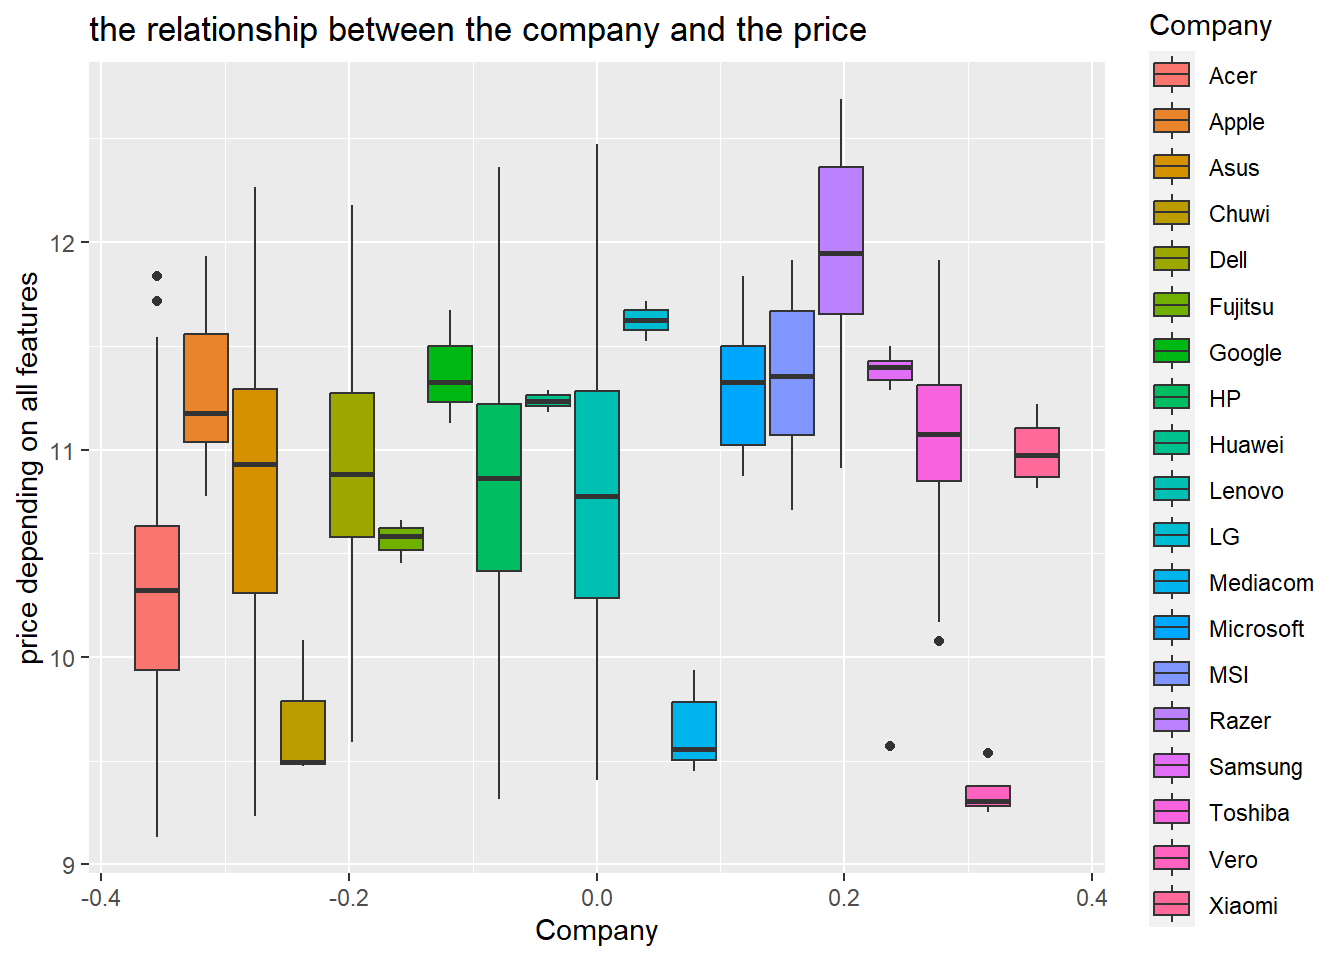 the relationship between the company and the price
price depending on all features
12
11
10
9
-0.4
-0.2
0.0
0.2
0.4
Company
Company
Acer
Apple
Asus
Chuwi
Dell
Fujitsu
Google
HP
Huawei
Lenovo
LG
Mediacom
Microsoft
MSI
Razer
Samsung
Toshiba
Vero
Xiaomi